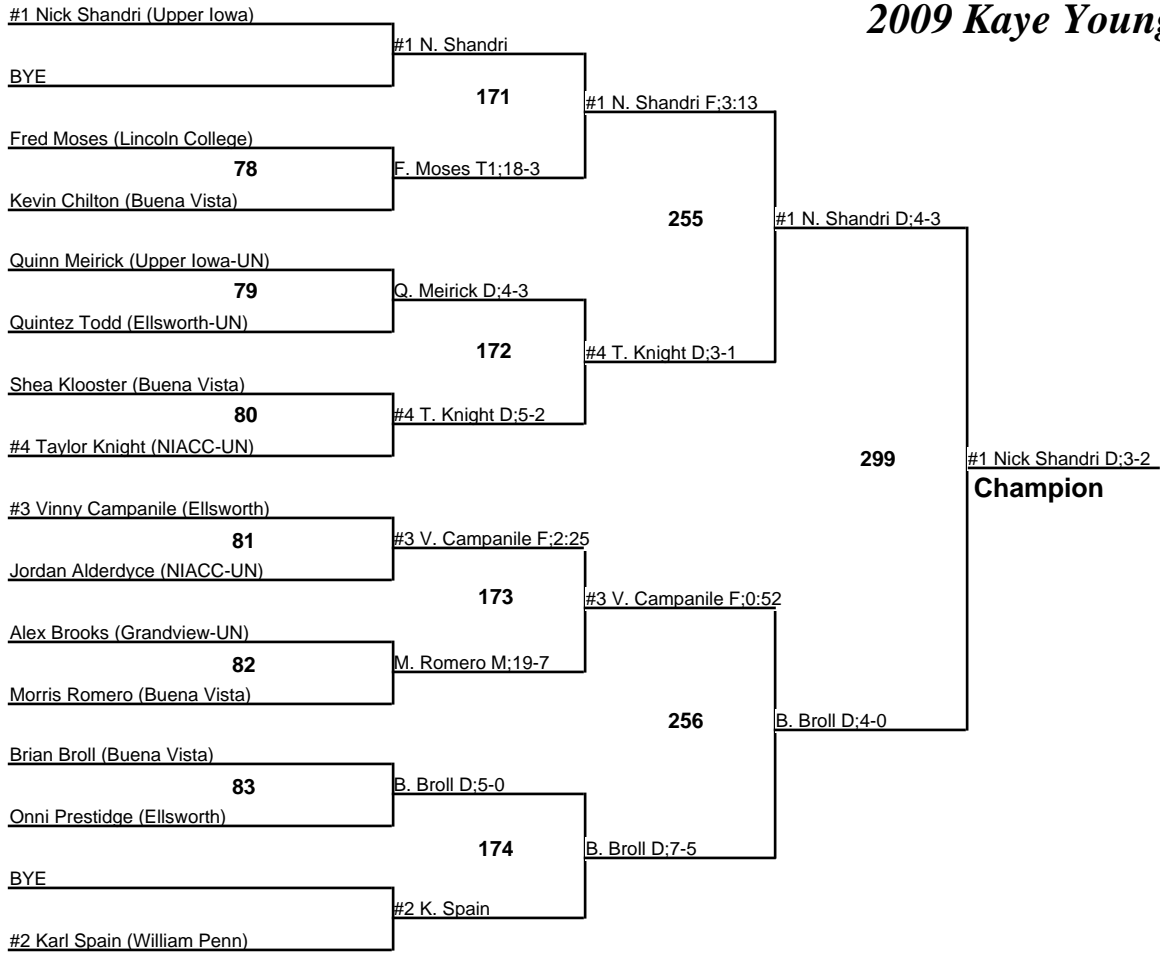 #1 Nick Shandri (Upper Iowa)
2009 Kaye Young
#1 N. Shandri
BYE
171
#1 N. Shandri F;3:13
Fred Moses (Lincoln College)
78
F. Moses T1;18-3
Kevin Chilton (Buena Vista)
255
#1 N. Shandri D;4-3
Quinn Meirick (Upper Iowa-UN)
79
Q. Meirick D;4-3
Quintez Todd (Ellsworth-UN)
172
#4 T. Knight D;3-1
Shea Klooster (Buena Vista)
80
#4 T. Knight D;5-2
#4 Taylor Knight (NIACC-UN)
299
#1 Nick Shandri D;3-2
Champion
#3 Vinny Campanile (Ellsworth)
81
#3 V. Campanile F;2:25
Jordan Alderdyce (NIACC-UN)
173
#3 V. Campanile F;0:52
Alex Brooks (Grandview-UN)
82
M. Romero M;19-7
Morris Romero (Buena Vista)
256
B. Broll D;4-0
Brian Broll (Buena Vista)
83
B. Broll D;5-0
Onni Prestidge (Ellsworth)
174
B. Broll D;7-5
BYE
#2 K. Spain
#2 Karl Spain (William Penn)